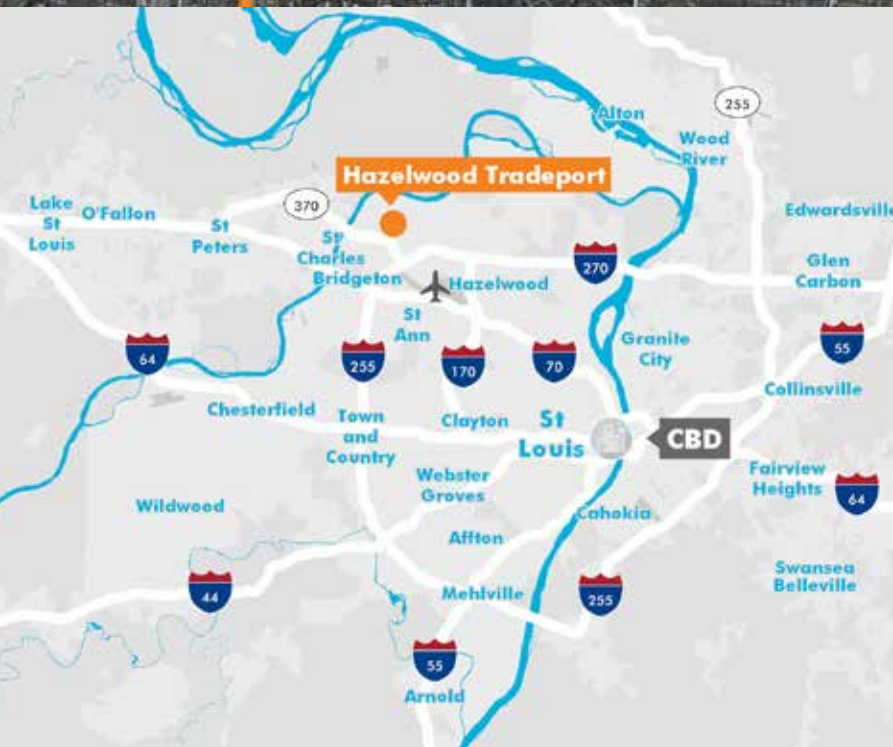 255
Alton
Wood
River
Hazelwood Tradeport
370
Lake
St
Louis
O'Fallon
St
Peters
St
Charles
Edwardsville
270
Glen
Carbon
Bridgeton
Hazelwood
St
Ann
64
255
170
70
Granite
City
55
Collinsville
Chesterfield
Town
and
Country
Clayton
St
Louis
CBD
Webster
Groves
Fairview
Heights
64
Wildwood
Cahokia
Affton
Swansea
Belleville
44
Mehlville
255
55
Arnold